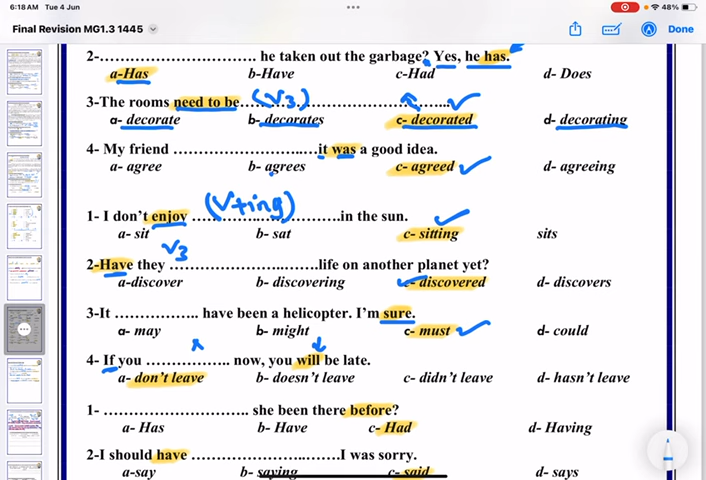 6:18 AM Tue 4 Jun
48%
Final Revision MG1.3 1445
Done
2-…………………………. he taken out the garbage? Yes, he has.
a-Has b-Have c-Had d- Does
3-The rooms need to be…(V3)………………………………...
a- decorate b- decorates c- decorated d- decorating
4- My friend ………………………….…it was a good idea.
a- agree b- agrees c- agreed d- agreeing
(V+ing)
1- I don't enjoy ………………………………….in the sun.
a- sit b- sat c- sitting sits
V3
2-Have they ………………………..……..life on another planet yet?
a-discover b- discovering c- discovered d- discovers
3-It …………….. have been a helicopter. I'm sure.
a- may b- might c- must d- could
4- If you …………….. now, you will be late.
a- don't leave b- doesn't leave c- didn't leave d- hasn't leave
1- ………………………. she been there before?
a- Has b- Have c- Had d- Having
2-I should have …………………..……..I was sorry.
a-say b- saying c- said d- says